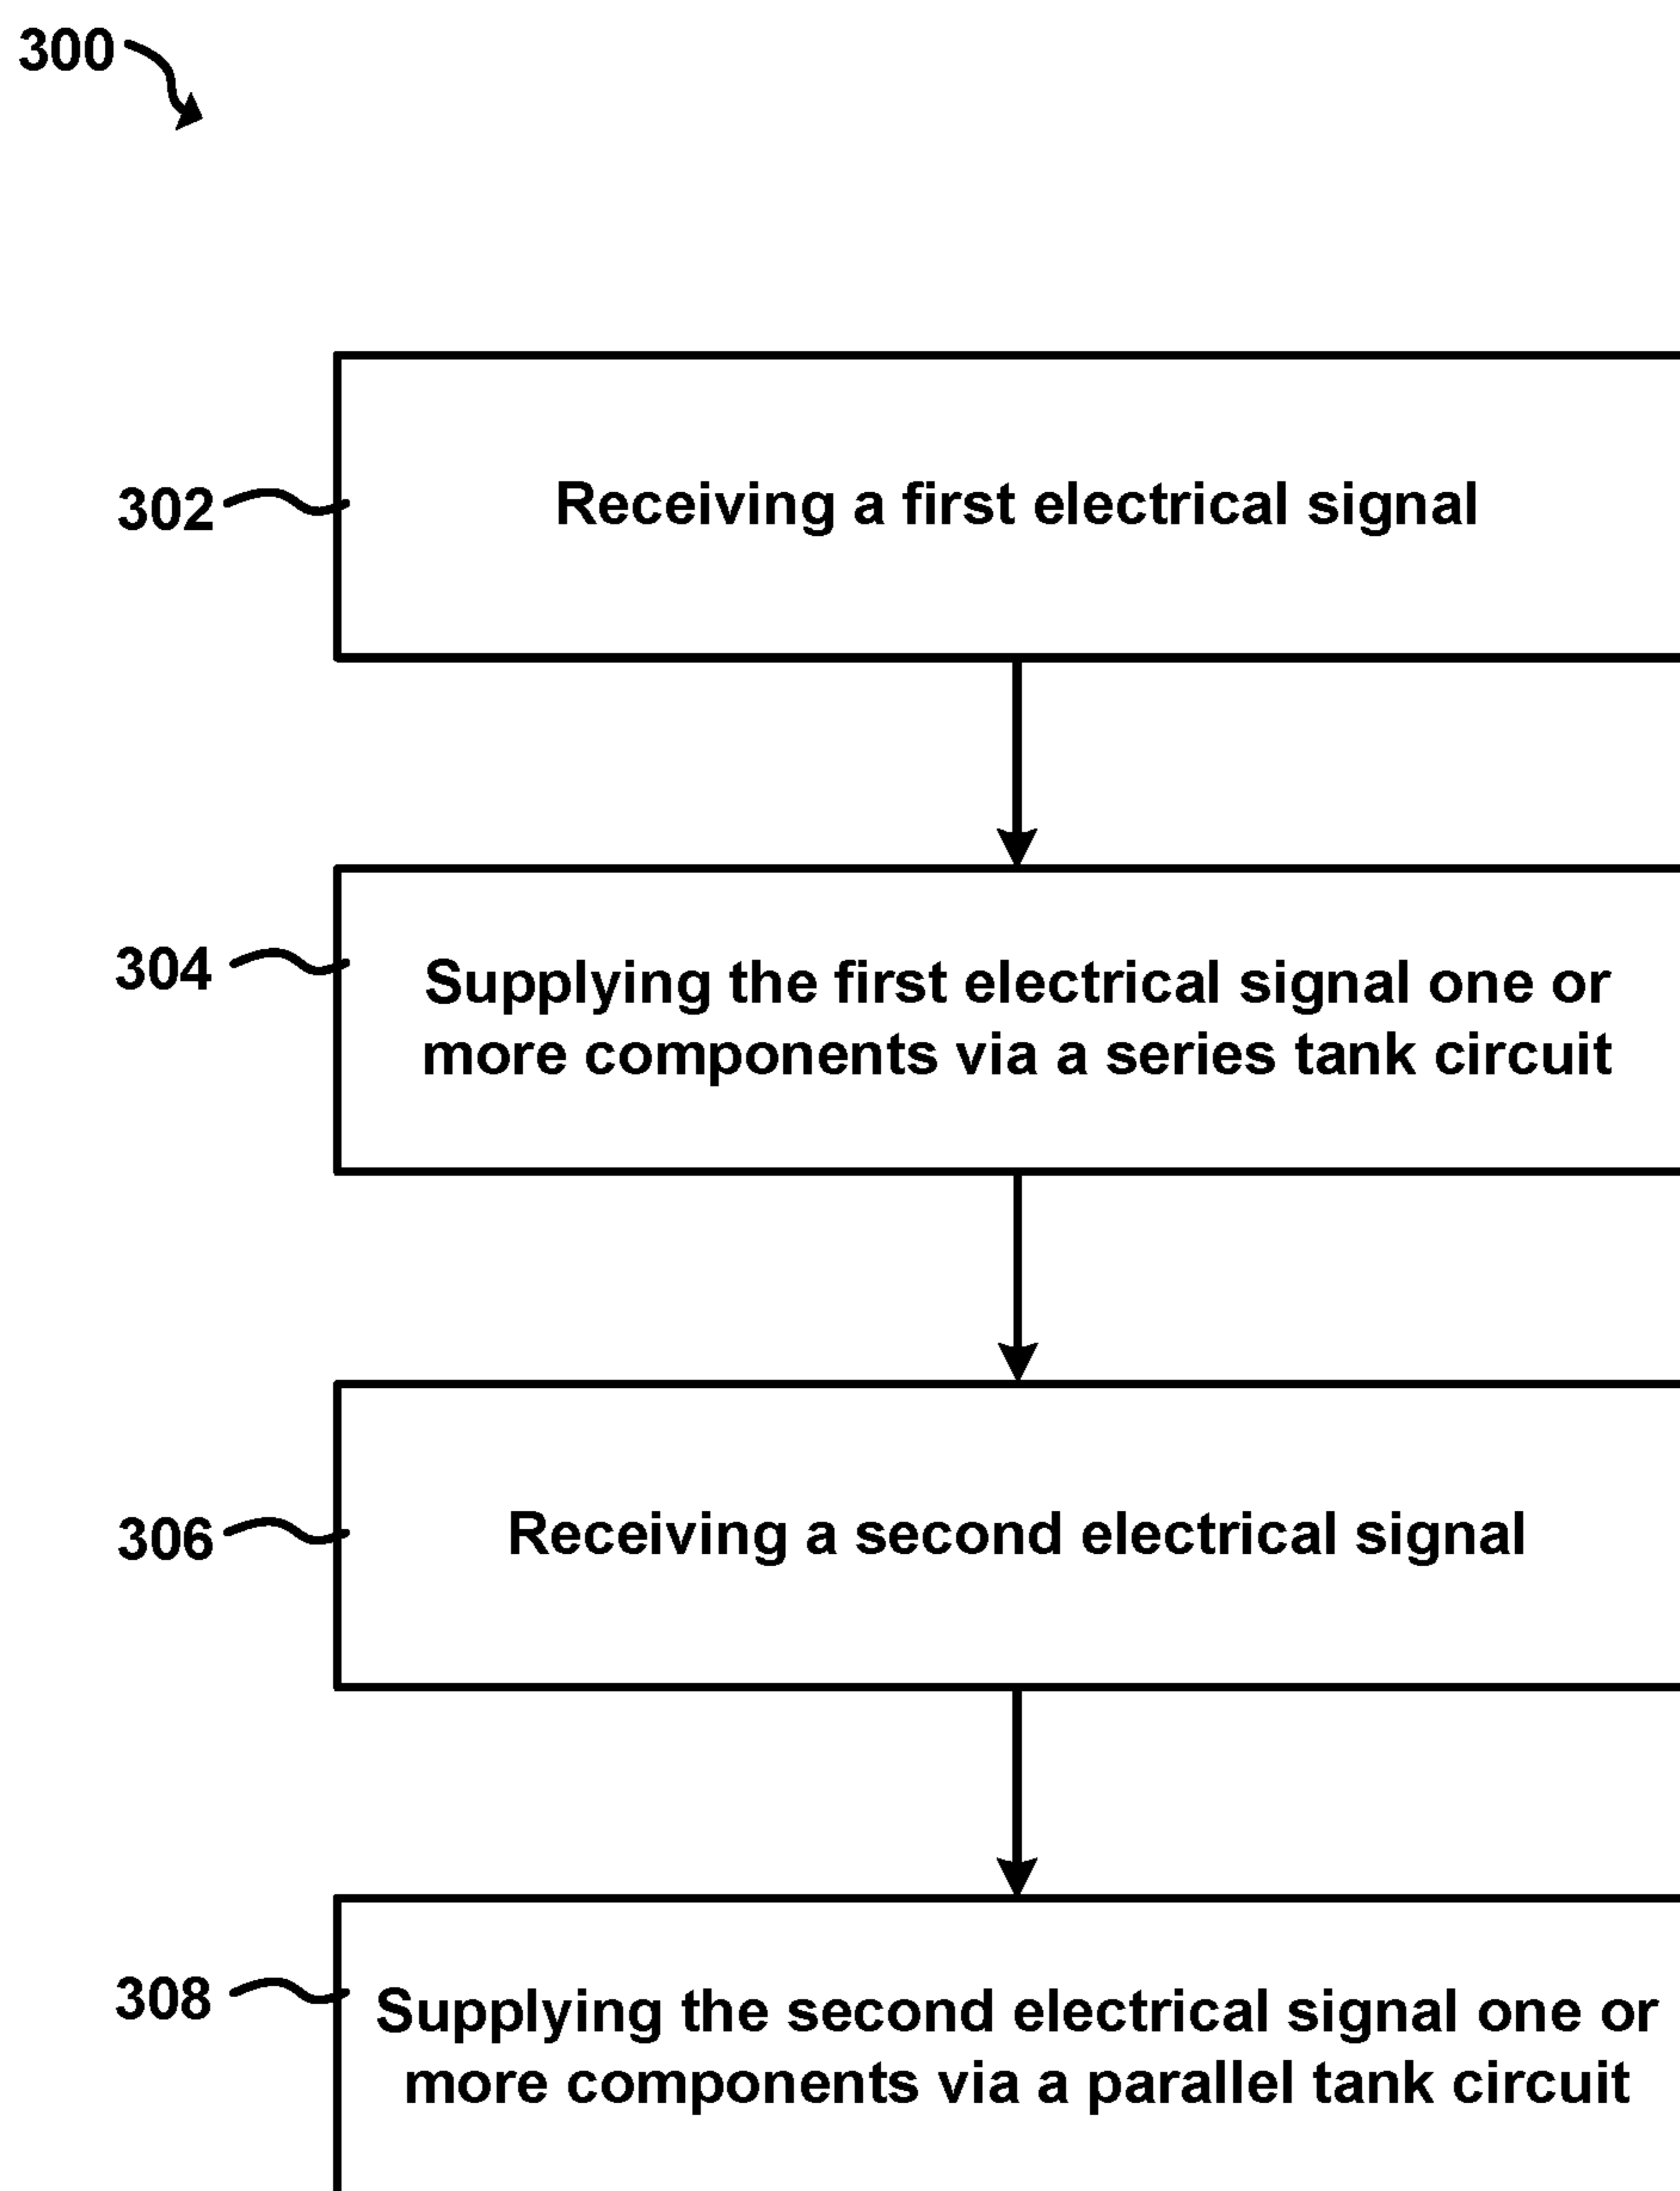 300
302
Receiving a first electrical signal
304
Supplying the first electrical signal one or
more components via a series tank circuit
306
Receiving a second electrical signal
308
Supplying the second electrical signal one or
more components via a parallel tank circuit